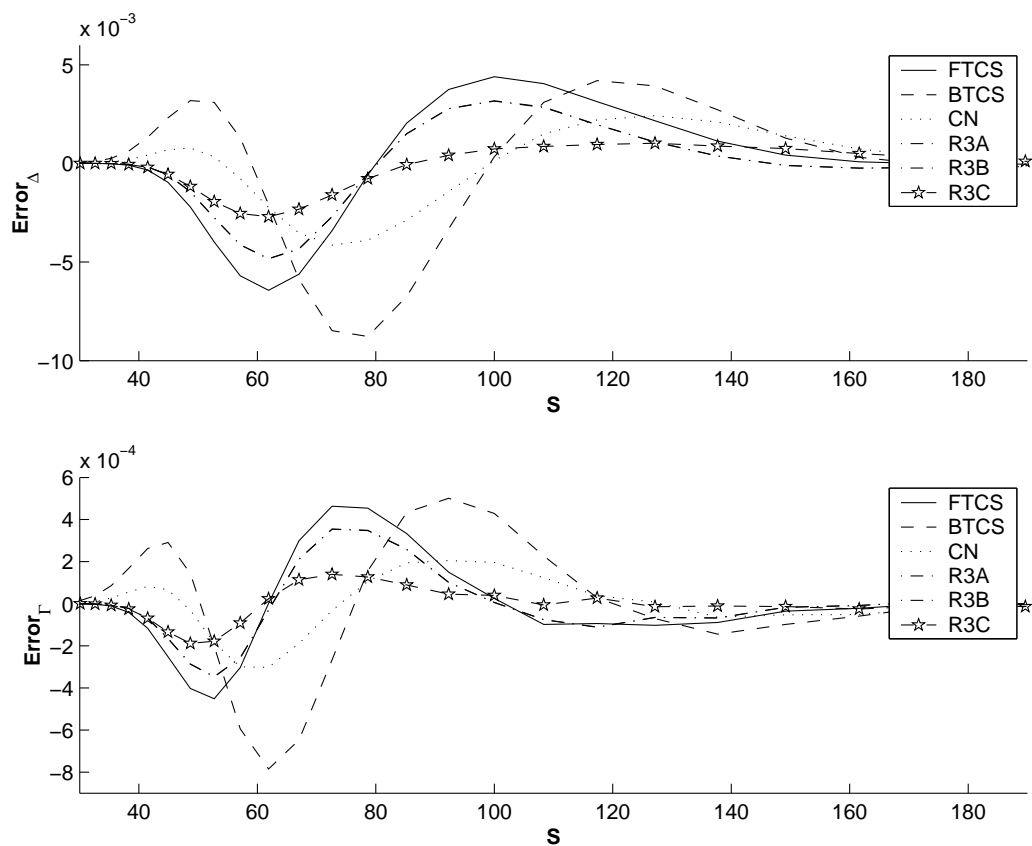 x 10⁻³
5
0
−5
−10
Error_Δ
40 60 80 100 120 140 160 180
S
FTCS
BTCS
CN
R3A
R3B
R3C
x 10⁻⁴
6
4
2
0
−2
−4
−6
−8
Error_Γ
40 60 80 100 120 140 160 180
S
FTCS
BTCS
CN
R3A
R3B
R3C